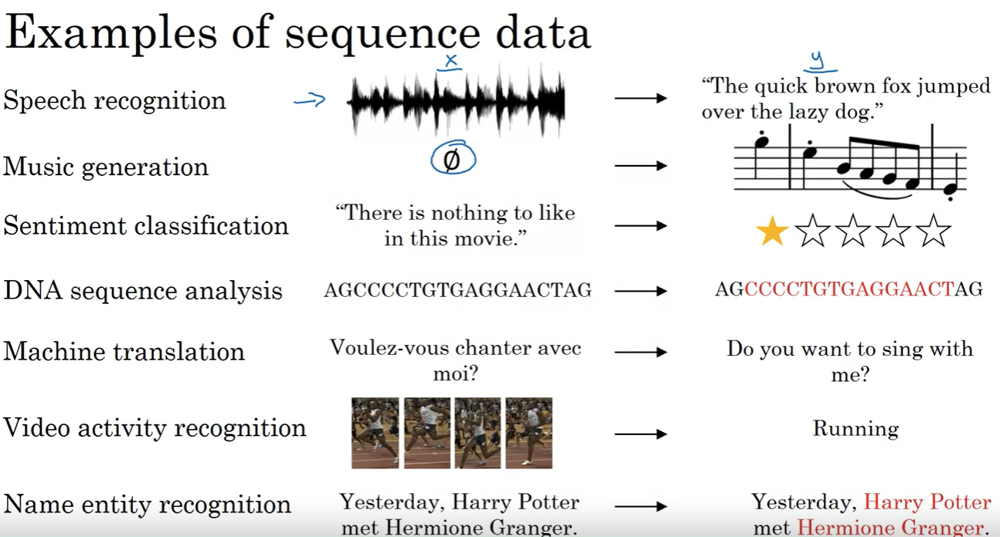 Examples of sequence data
x
y
Speech recognition
“The quick brown fox jumped
over the lazy dog.”
Music generation
Ø
Sentiment classification
“There is nothing to like
in this movie.”
DNA sequence analysis
AGCCCCTGTGAGGAACTAG
AGCCCCTGTGAGGAACTAG
Machine translation
Voulez-vous chanter avec
moi?
Do you want to sing with
me?
Video activity recognition
Running
Name entity recognition
Yesterday, Harry Potter
met Hermione Granger.
Yesterday, Harry Potter
met Hermione Granger.